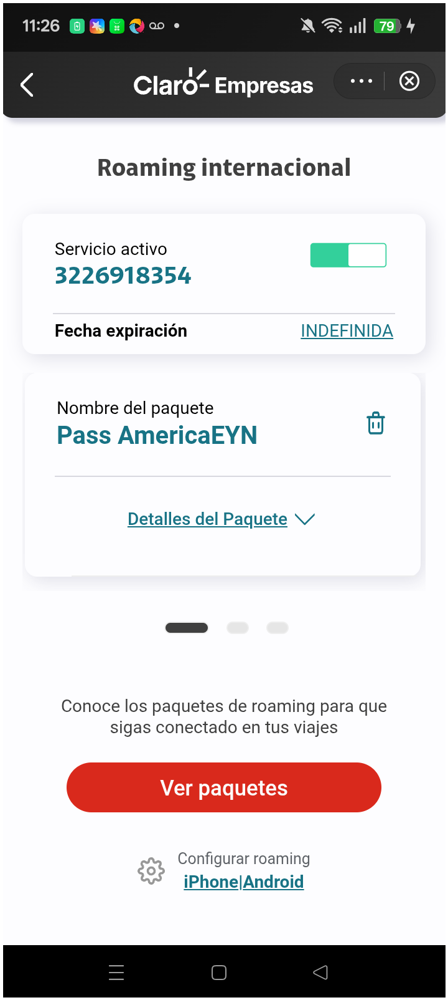 11:26
79
Claro Empresas
Roaming internacional
Servicio activo
3226918354
Fecha expiración INDEFINIDA
Nombre del paquete
Pass AmericaEYN
Detalles del Paquete
Conoce los paquetes de roaming para que
sigas conectado en tus viajes
Ver paquetes
Configurar roaming
iPhone|Android